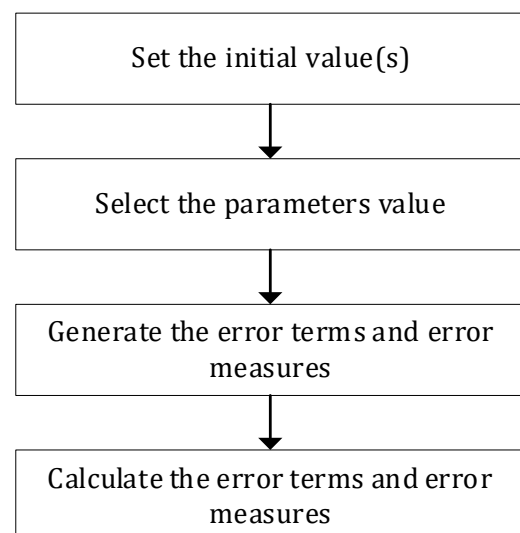 Set the initial value(s)
Select the parameters value
Generate the error terms and error
measures
Calculate the error terms and error
measures